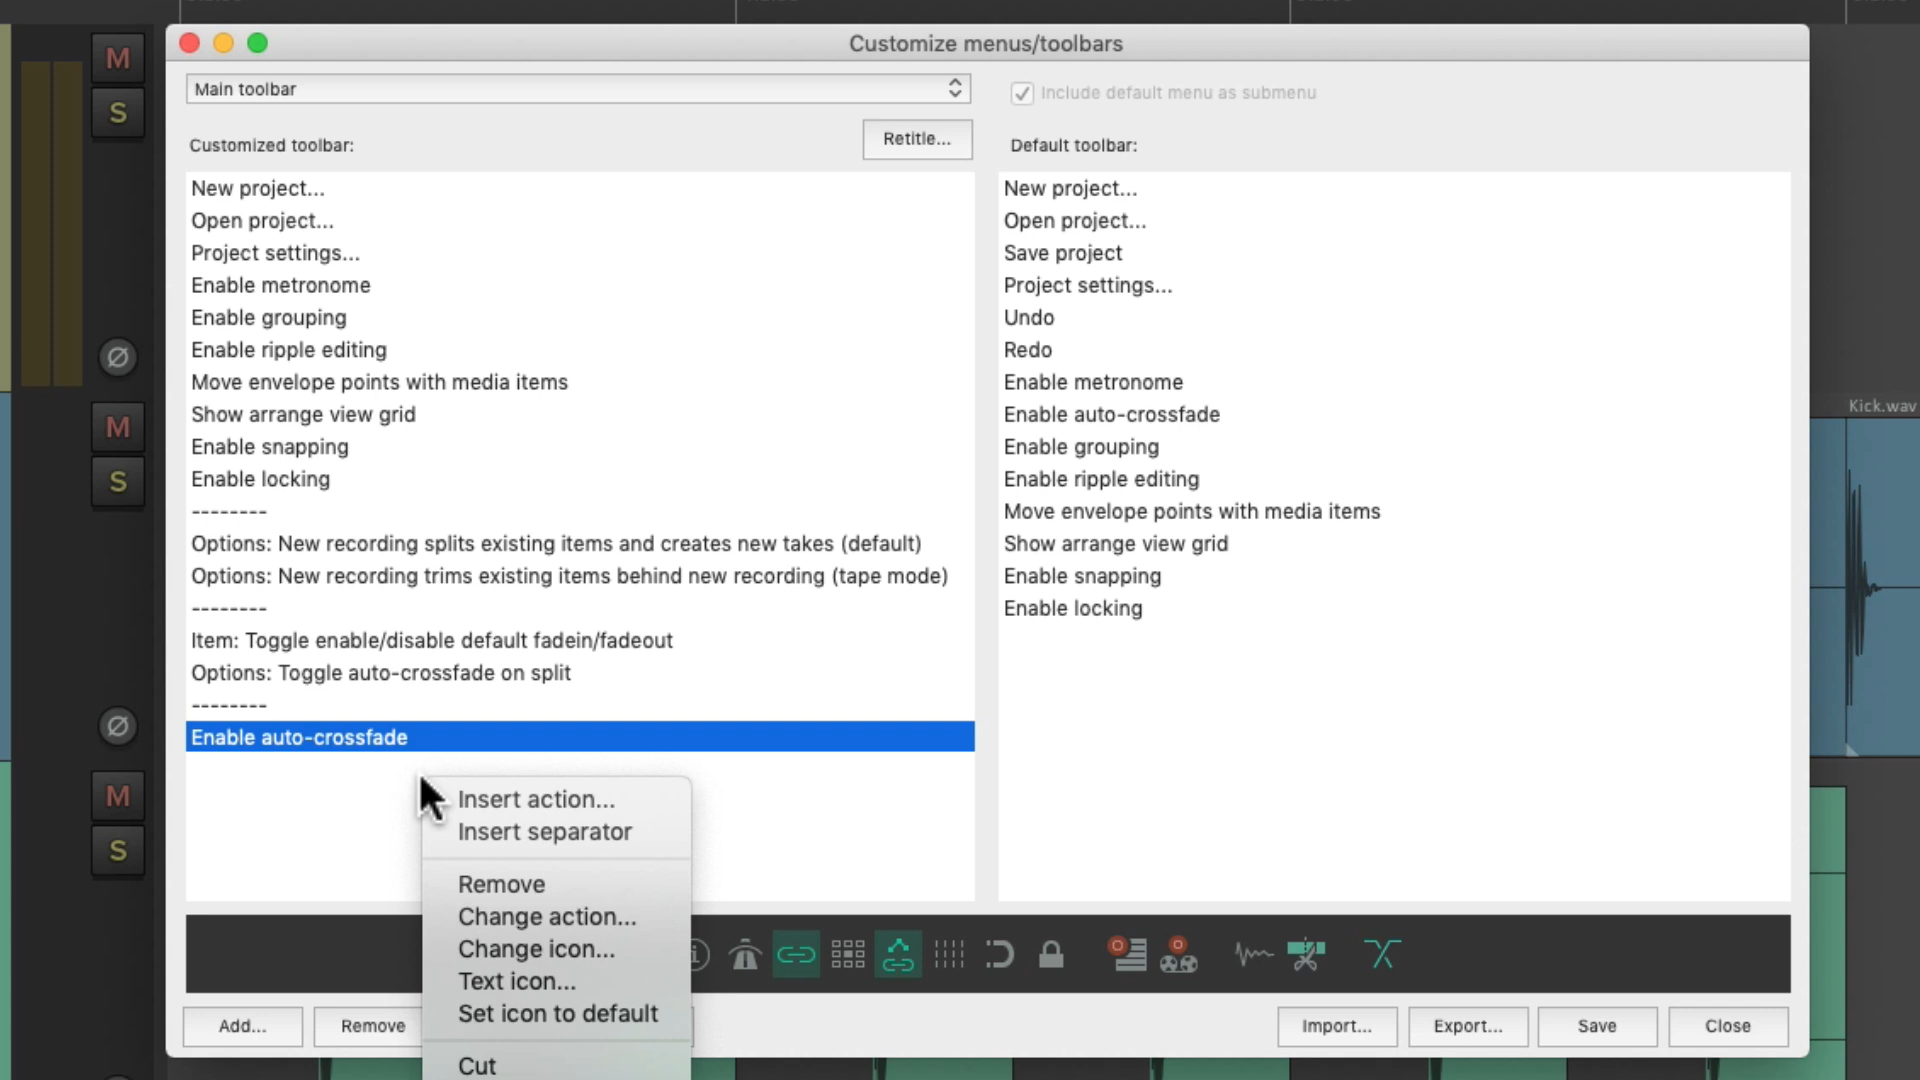 Customize menus/toolbars
Main toolbar
Include default menu as submenu
Customized toolbar:
Retitle...
Default toolbar:
New project...
Open project...
Project settings...
Enable metronome
Enable grouping
Enable ripple editing
Move envelope points with media items
Show arrange view grid
Enable snapping
Enable locking
--------
Options: New recording splits existing items and creates new takes (default)
Options: New recording trims existing items behind new recording (tape mode)
--------
Item: Toggle enable/disable default fadein/fadeout
Options: Toggle auto-crossfade on split
--------
Enable auto-crossfade
New project...
Open project...
Save project
Project settings...
Undo
Redo
Enable metronome
Enable auto-crossfade
Enable grouping
Enable ripple editing
Move envelope points with media items
Show arrange view grid
Enable snapping
Enable locking
Insert action...
Insert separator
Remove
Change action...
Change icon...
Text icon...
Set icon to default
Cut
Add...
Remove
Import...
Export...
Save
Close
M
S
M
S
M
S
Kick.wav